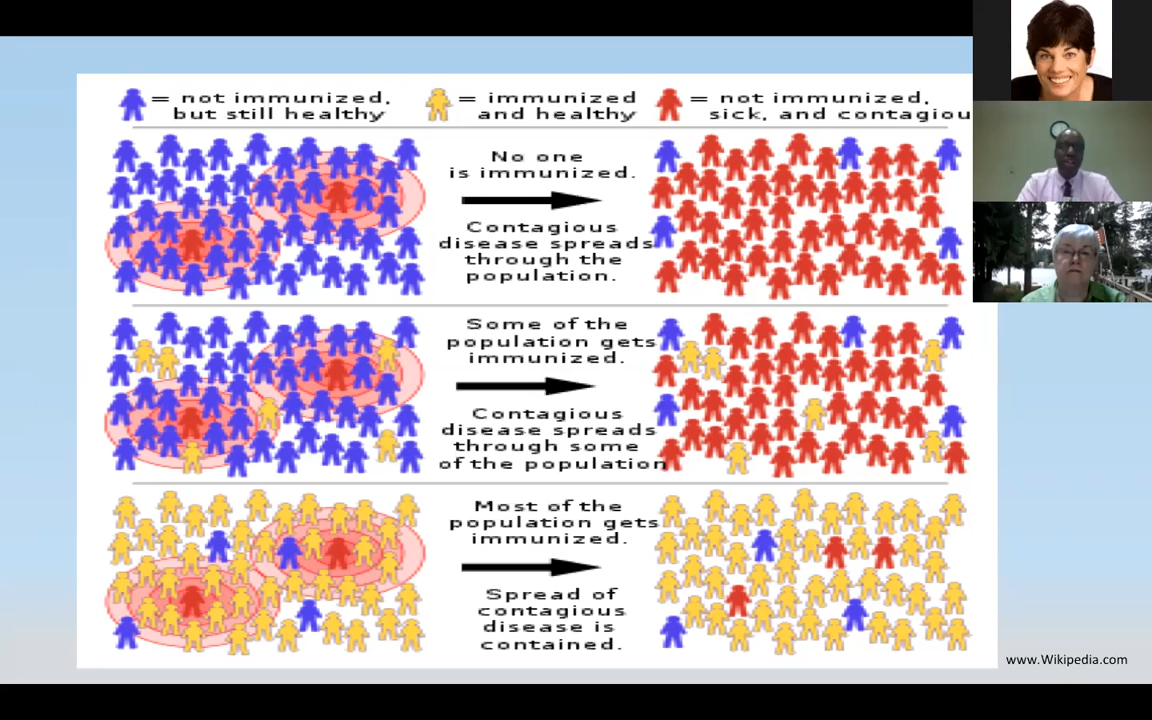 = not immunized,
but still healthy
= immunized
and healthy
= not immunized,
sick, and contagiou
No one
is immunized.
Contagious
disease spreads
through the
population.
Some of the
population gets
immunized.
Contagious
disease spreads
through some
of the population
Most of the
population gets
immunized.
Spread of
contagious
disease is
contained.
www.Wikipedia.com